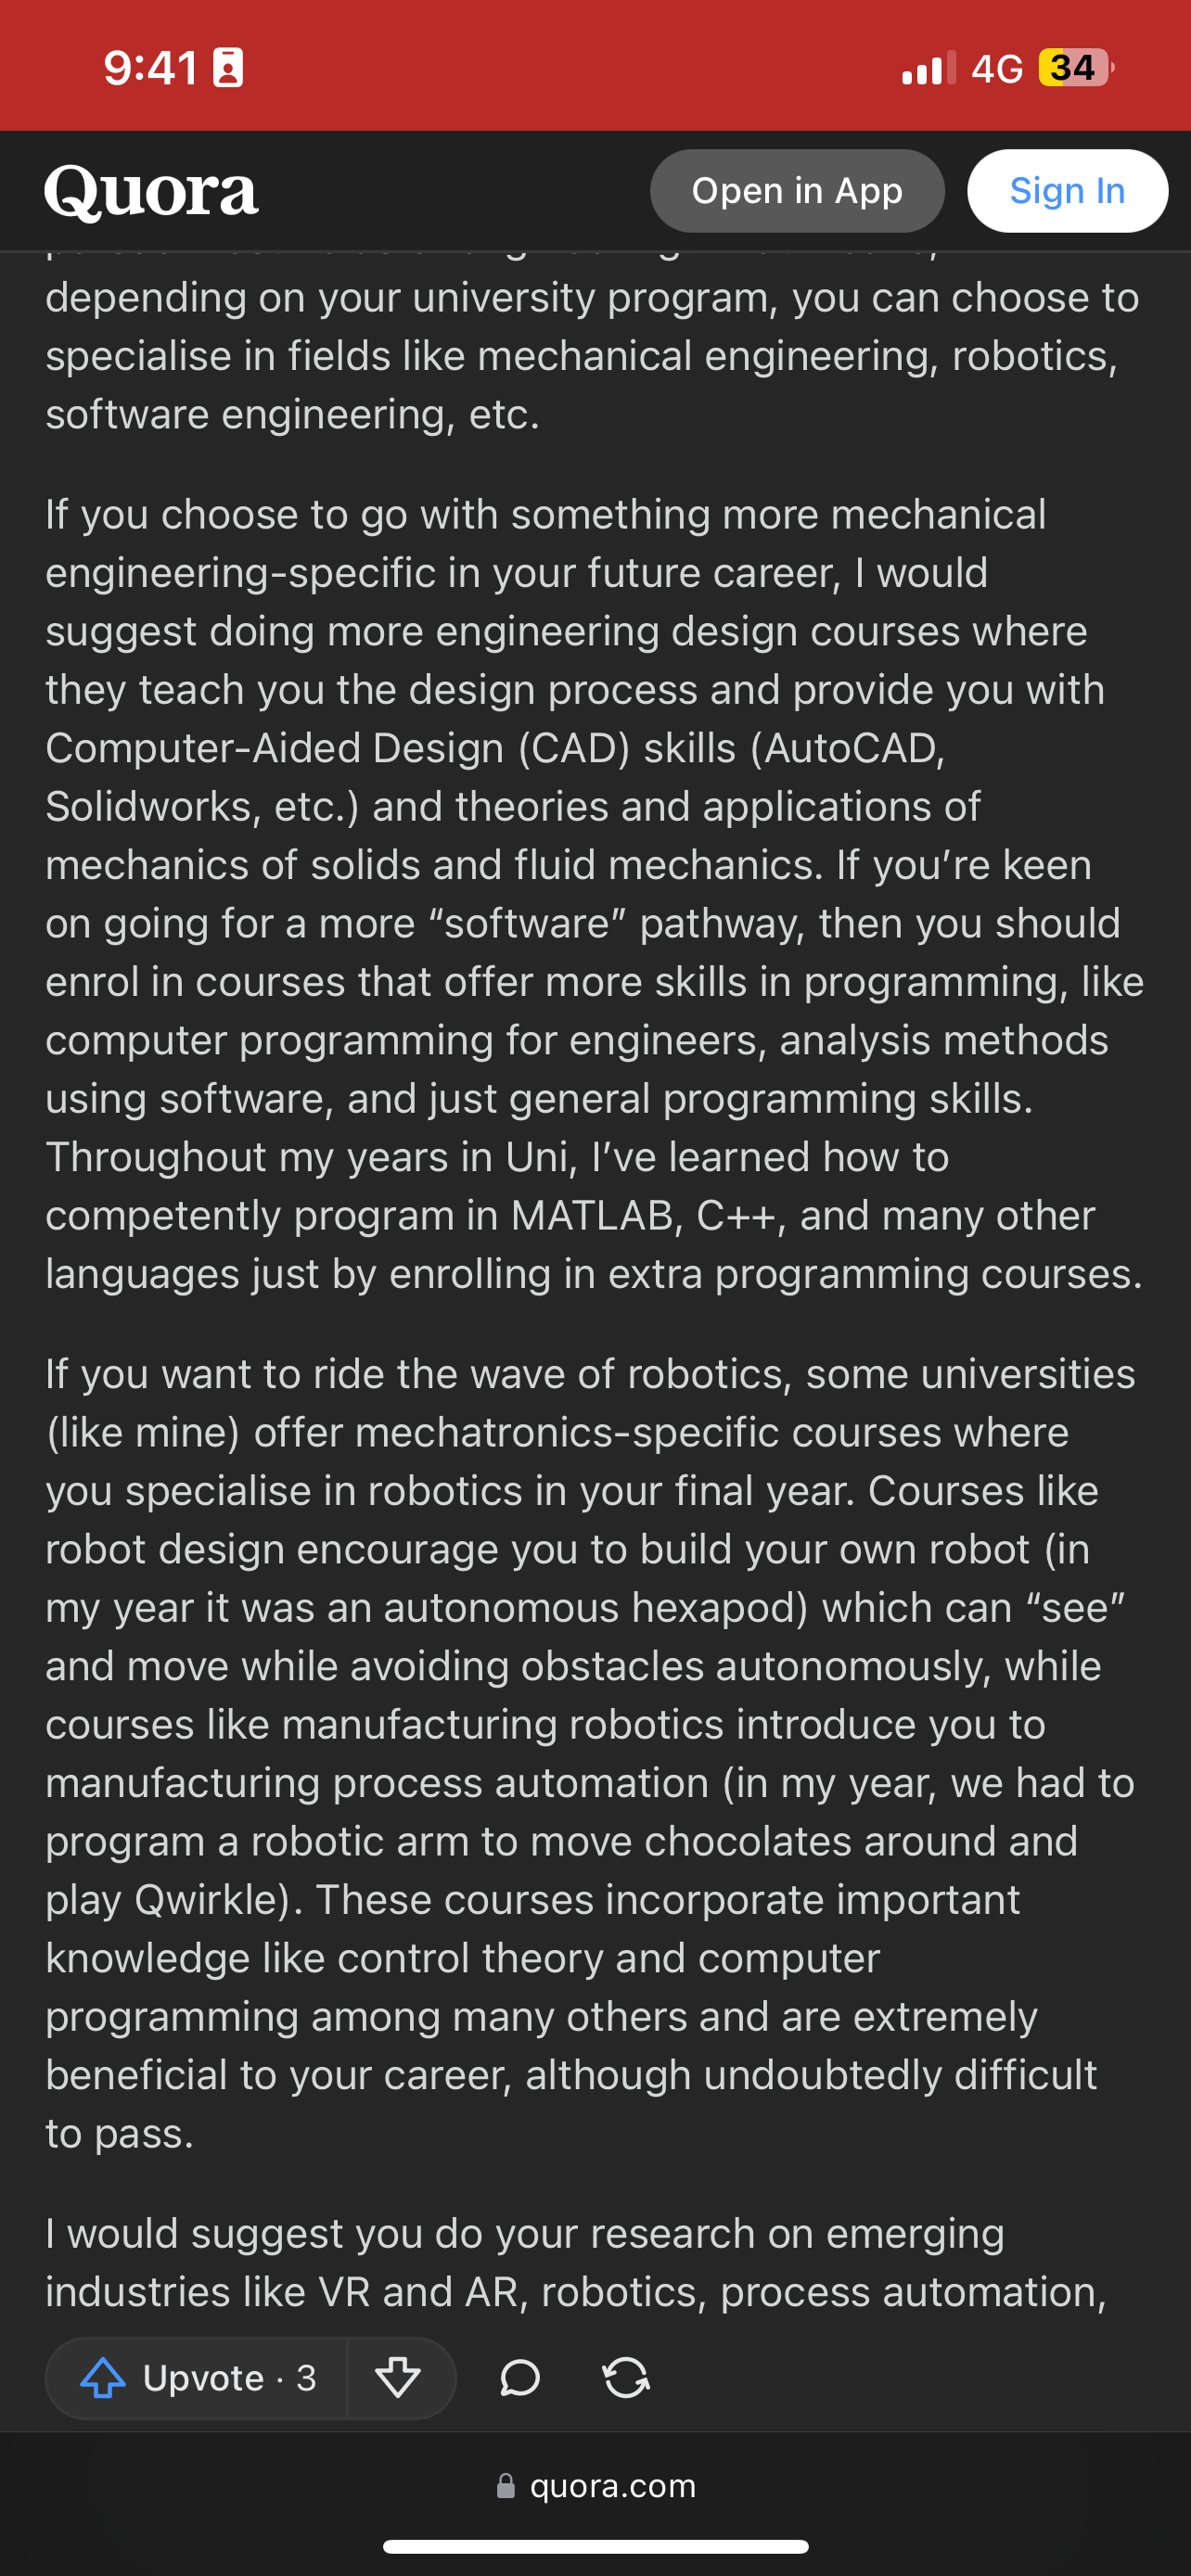 9:41
4G 34
Quora
Open in App
Sign In
depending on your university program, you can choose to
specialise in fields like mechanical engineering, robotics,
software engineering, etc.
If you choose to go with something more mechanical
engineering-specific in your future career, I would
suggest doing more engineering design courses where
they teach you the design process and provide you with
Computer-Aided Design (CAD) skills (AutoCAD,
Solidworks, etc.) and theories and applications of
mechanics of solids and fluid mechanics. If you’re keen
on going for a more “software” pathway, then you should
enrol in courses that offer more skills in programming, like
computer programming for engineers, analysis methods
using software, and just general programming skills.
Throughout my years in Uni, I’ve learned how to
competently program in MATLAB, C++, and many other
languages just by enrolling in extra programming courses.
If you want to ride the wave of robotics, some universities
(like mine) offer mechatronics-specific courses where
you specialise in robotics in your final year. Courses like
robot design encourage you to build your own robot (in
my year it was an autonomous hexapod) which can “see”
and move while avoiding obstacles autonomously, while
courses like manufacturing robotics introduce you to
manufacturing process automation (in my year, we had to
program a robotic arm to move chocolates around and
play Qwirkle). These courses incorporate important
knowledge like control theory and computer
programming among many others and are extremely
beneficial to your career, although undoubtedly difficult
to pass.
I would suggest you do your research on emerging
industries like VR and AR, robotics, process automation,
Upvote · 3
quora.com